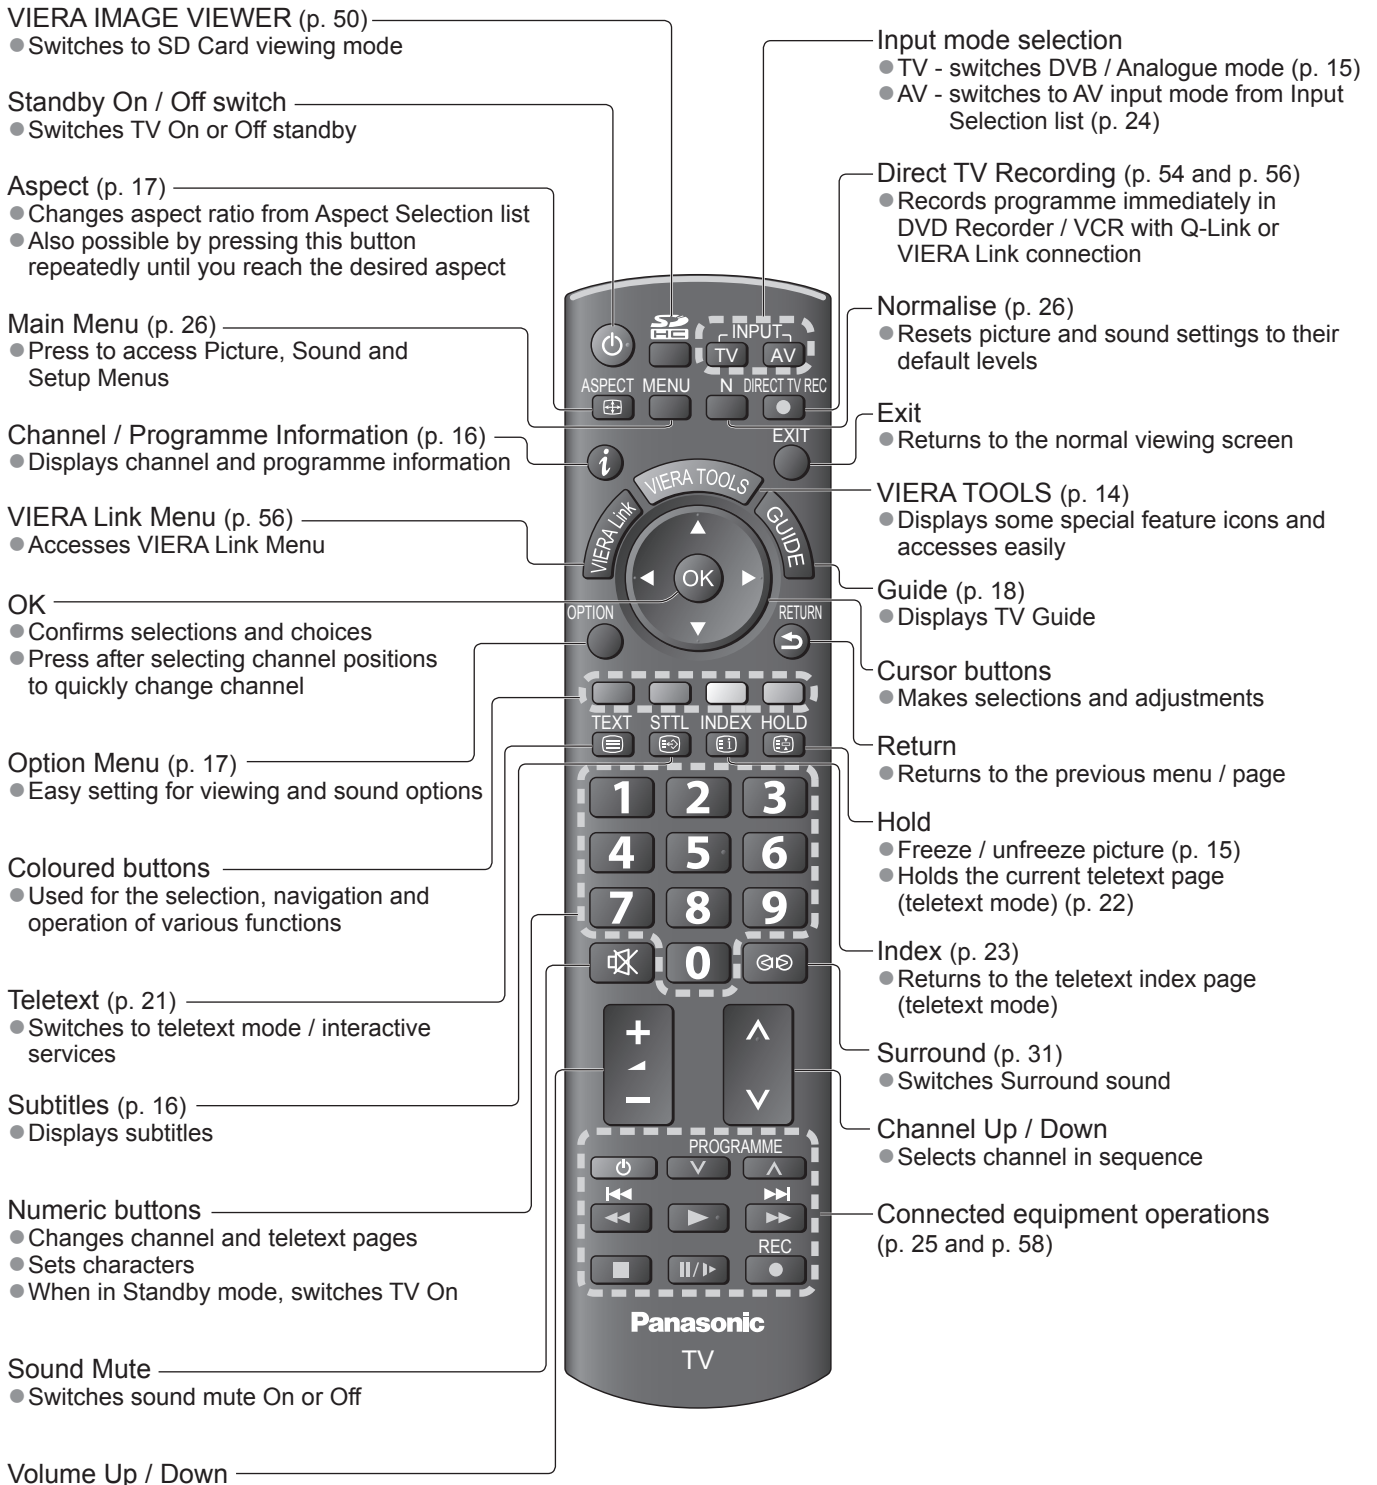 VIERA IMAGE VIEWER (p. 50)
●Switches to SD Card viewing mode
Standby On / Off switch
●Switches TV On or Off standby
Aspect (p. 17)
●Changes aspect ratio from Aspect Selection list
●Also possible by pressing this button
repeatedly until you reach the desired aspect
Main Menu (p. 26)
●Press to access Picture, Sound and
Setup Menus
Channel / Programme Information (p. 16)
●Displays channel and programme information
VIERA Link Menu (p. 56)
●Accesses VIERA Link Menu
OK
●Confirms selections and choices
●Press after selecting channel positions
to quickly change channel
Option Menu (p. 17)
●Easy setting for viewing and sound options
Coloured buttons
●Used for the selection, navigation and
operation of various functions
Teletext (p. 21)
●Switches to teletext mode / interactive
services
Subtitles (p. 16)
●Displays subtitles
Numeric buttons
●Changes channel and teletext pages
●Sets characters
●When in Standby mode, switches TV On
Sound Mute
●Switches sound mute On or Off
Volume Up / Down
SD HC
INPUT
TV AV
ASPECT MENU N DIRECT TV REC
EXIT
i
VIERA TOOLS
VIERA Link
GUIDE
OK
OPTION RETURN
TEXT STTL INDEX HOLD
1 2 3
4 5 6
7 8 9
0
+
−
PROGRAMME
REC
Panasonic
TV
Input mode selection
●TV - switches DVB / Analogue mode (p. 15)
●AV - switches to AV input mode from Input
Selection list (p. 24)
Direct TV Recording (p. 54 and p. 56)
●Records programme immediately in
DVD Recorder / VCR with Q-Link or
VIERA Link connection
Normalise (p. 26)
●Resets picture and sound settings to their
default levels
Exit
●Returns to the normal viewing screen
VIERA TOOLS (p. 14)
●Displays some special feature icons and
accesses easily
Guide (p. 18)
●Displays TV Guide
Cursor buttons
●Makes selections and adjustments
Return
●Returns to the previous menu / page
Hold
●Freeze / unfreeze picture (p. 15)
●Holds the current teletext page
(teletext mode) (p. 22)
Index (p. 23)
●Returns to the teletext index page
(teletext mode)
Surround (p. 31)
●Switches Surround sound
Channel Up / Down
●Selects channel in sequence
Connected equipment operations
(p. 25 and p. 58)